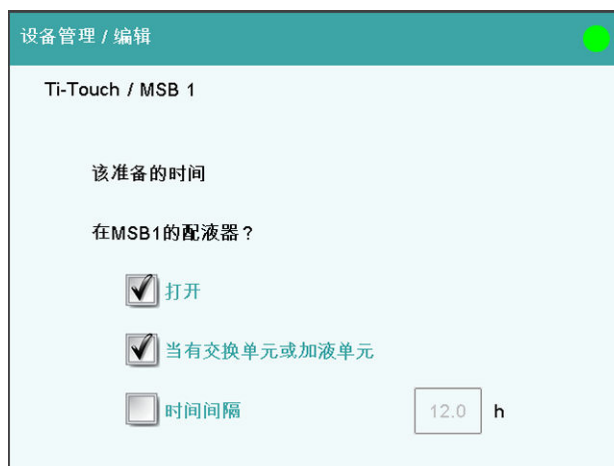 设备管理 / 编辑
Ti-Touch / MSB 1
该准备的时间
在MSB1的配液器？
打开
当有交换单元或加液单元
时间间隔 12.0 h